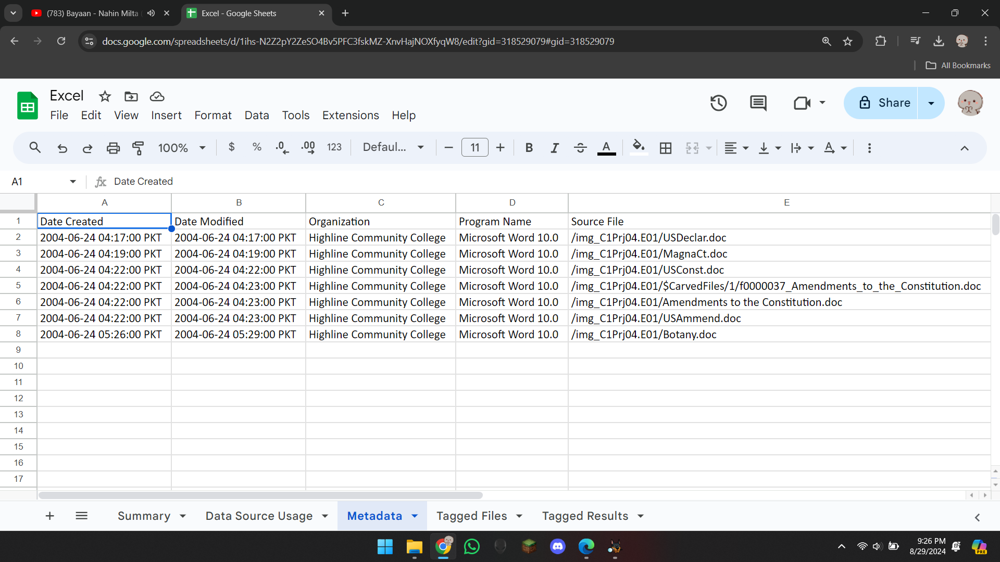 (783) Bayaan - Nahin Milta
Excel - Google Sheets
docs.google.com/spreadsheets/d/1ihs-N2Z2pY2ZeSO4Bv5PFC3fskMZ-XnvHajNOXfyqW8/edit?gid=318529079#gid=318529079
All Bookmarks
Excel
Share
File Edit View Insert Format Data Tools Extensions Help
100% $ % .0 .00 123 Defaul... 11 B I A
A1 fx Date Created
A B C D E
1 Date Created Date Modified Organization Program Name Source File
2 2004-06-24 04:17:00 PKT 2004-06-24 04:17:00 PKT Highline Community College Microsoft Word 10.0 /img_C1Prj04.E01/USDeclar.doc
3 2004-06-24 04:19:00 PKT 2004-06-24 04:19:00 PKT Highline Community College Microsoft Word 10.0 /img_C1Prj04.E01/MagnaCt.doc
4 2004-06-24 04:22:00 PKT 2004-06-24 04:22:00 PKT Highline Community College Microsoft Word 10.0 /img_C1Prj04.E01/USConst.doc
5 2004-06-24 04:22:00 PKT 2004-06-24 04:23:00 PKT Highline Community College Microsoft Word 10.0 /img_C1Prj04.E01/$CarvedFiles/1/f0000037_Amendments_to_the_Constitution.doc
6 2004-06-24 04:22:00 PKT 2004-06-24 04:23:00 PKT Highline Community College Microsoft Word 10.0 /img_C1Prj04.E01/Amendments to the Constitution.doc
7 2004-06-24 04:22:00 PKT 2004-06-24 04:23:00 PKT Highline Community College Microsoft Word 10.0 /img_C1Prj04.E01/USAmmend.doc
8 2004-06-24 05:26:00 PKT 2004-06-24 05:29:00 PKT Highline Community College Microsoft Word 10.0 /img_C1Prj04.E01/Botany.doc
9
10
11
12
13
14
15
16
17
Summary Data Source Usage Metadata Tagged Files Tagged Results
9:26 PM
8/29/2024
PRE